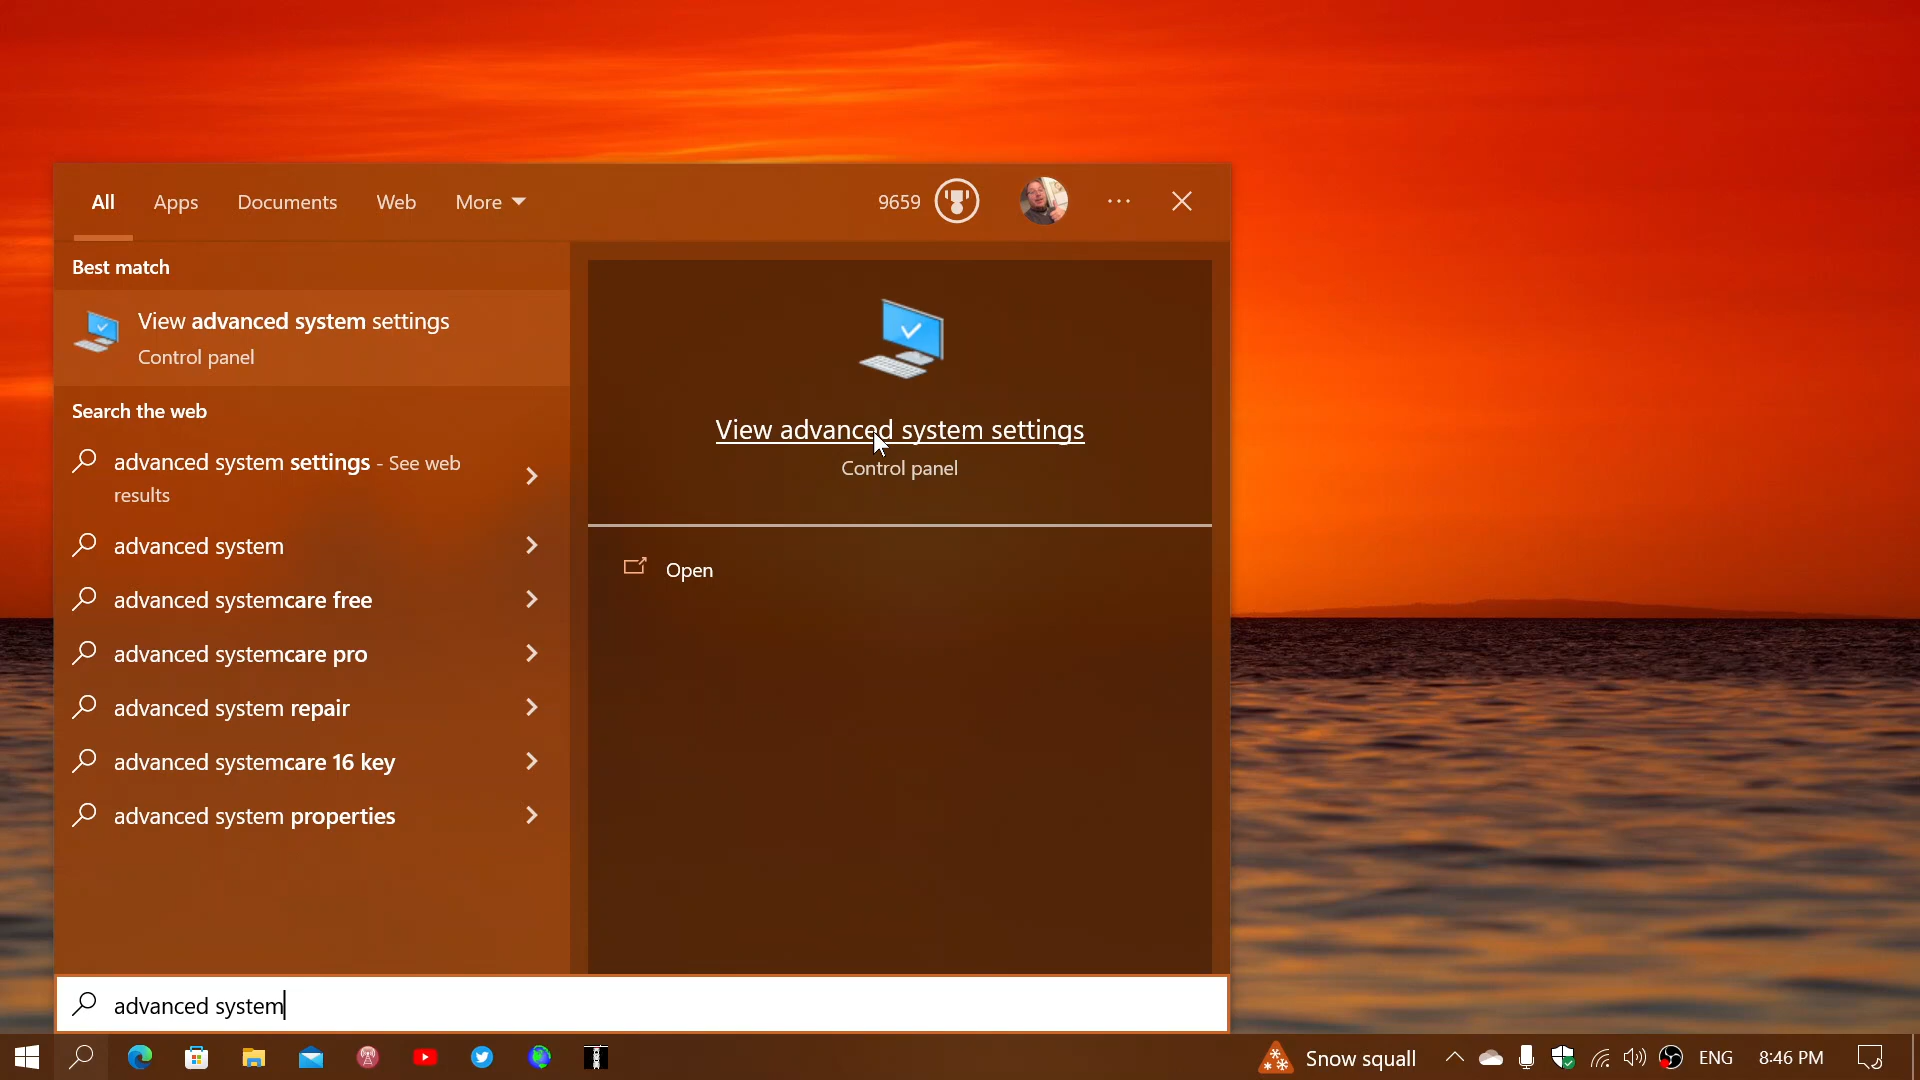 All Apps Documents Web More 9659
Best match
View advanced system settings
Control panel
Search the web
advanced system settings - See web
results
advanced system
advanced systemcare free
advanced systemcare pro
advanced system repair
advanced systemcare 16 key
advanced system properties
View advanced system settings
Control panel
Open
advanced system
Snow squall ENG 8:46 PM